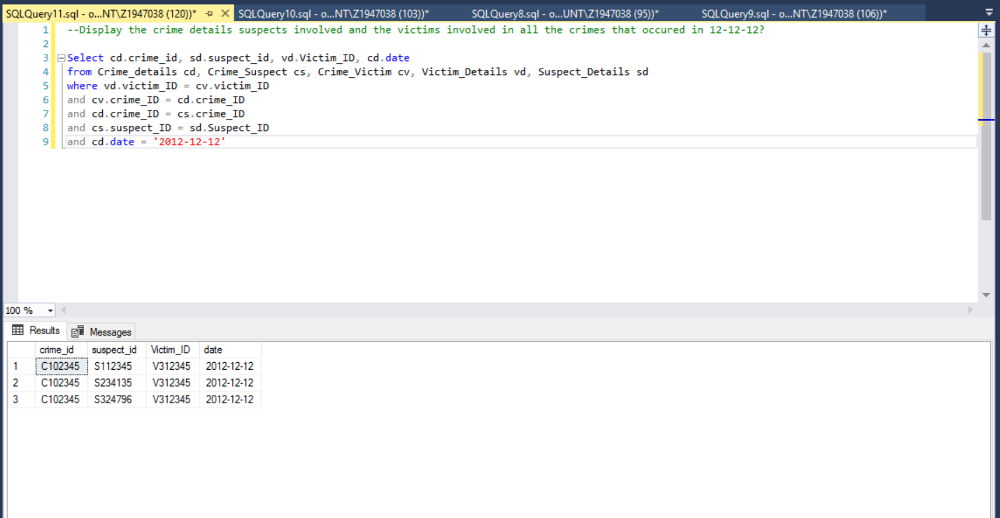 SQLQuery11.sql - o...NT\Z1947038 (120))* SQLQuery10.sql - o...NT\Z1947038 (103))* SQLQuery8.sql - o...UNT\Z1947038 (95))* SQLQuery9.sql - o...NT\Z1947038 (106))*
1 --Display the crime details suspects involved and the victims involved in all the crimes that occured in 12-12-12?
2
3 Select cd.crime_id, sd.suspect_id, vd.Victim_ID, cd.date
4 from Crime_details cd, Crime_Suspect cs, Crime_Victim cv, Victim_Details vd, Suspect_Details sd
5 where vd.victim_ID = cv.victim_ID
6 and cv.crime_ID = cd.crime_ID
7 and cd.crime_ID = cs.crime_ID
8 and cs.suspect_ID = sd.Suspect_ID
9 and cd.date = '2012-12-12'
100 %
Results Messages
crime_id suspect_id Victim_ID date
1 C102345 S112345 V312345 2012-12-12
2 C102345 S234135 V312345 2012-12-12
3 C102345 S324796 V312345 2012-12-12